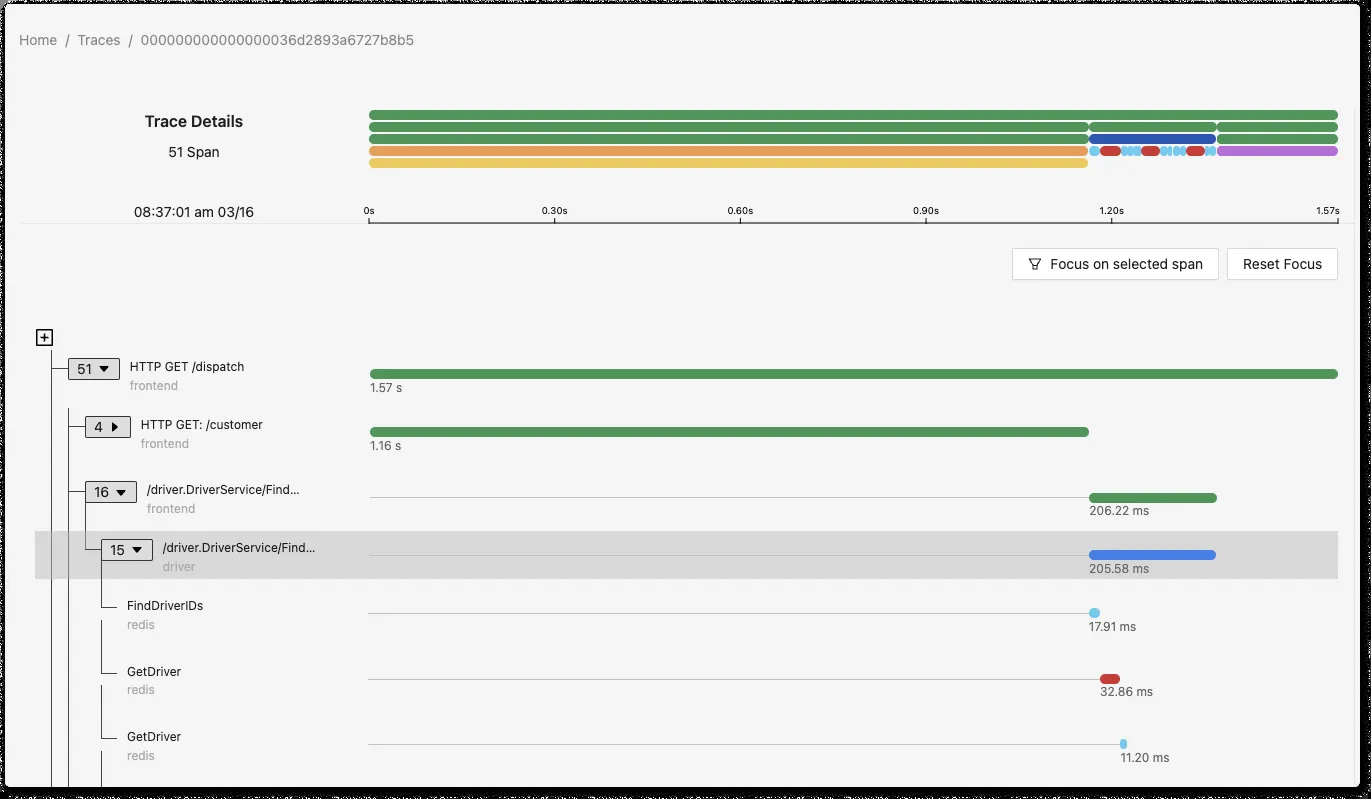 Home / Traces / 000000000000000036d2893a6727b8b5
Trace Details
51 Span
08:37:01 am 03/16
0s 0.30s 0.60s 0.90s 1.20s 1.57s
Focus on selected span
Reset Focus
51 HTTP GET /dispatch
frontend
1.57 s
4 HTTP GET: /customer
frontend
1.16 s
16 /driver.DriverService/Find...
frontend
206.22 ms
15 /driver.DriverService/Find...
driver
205.58 ms
FindDriverIDs
redis
17.91 ms
GetDriver
redis
32.86 ms
GetDriver
redis
11.20 ms